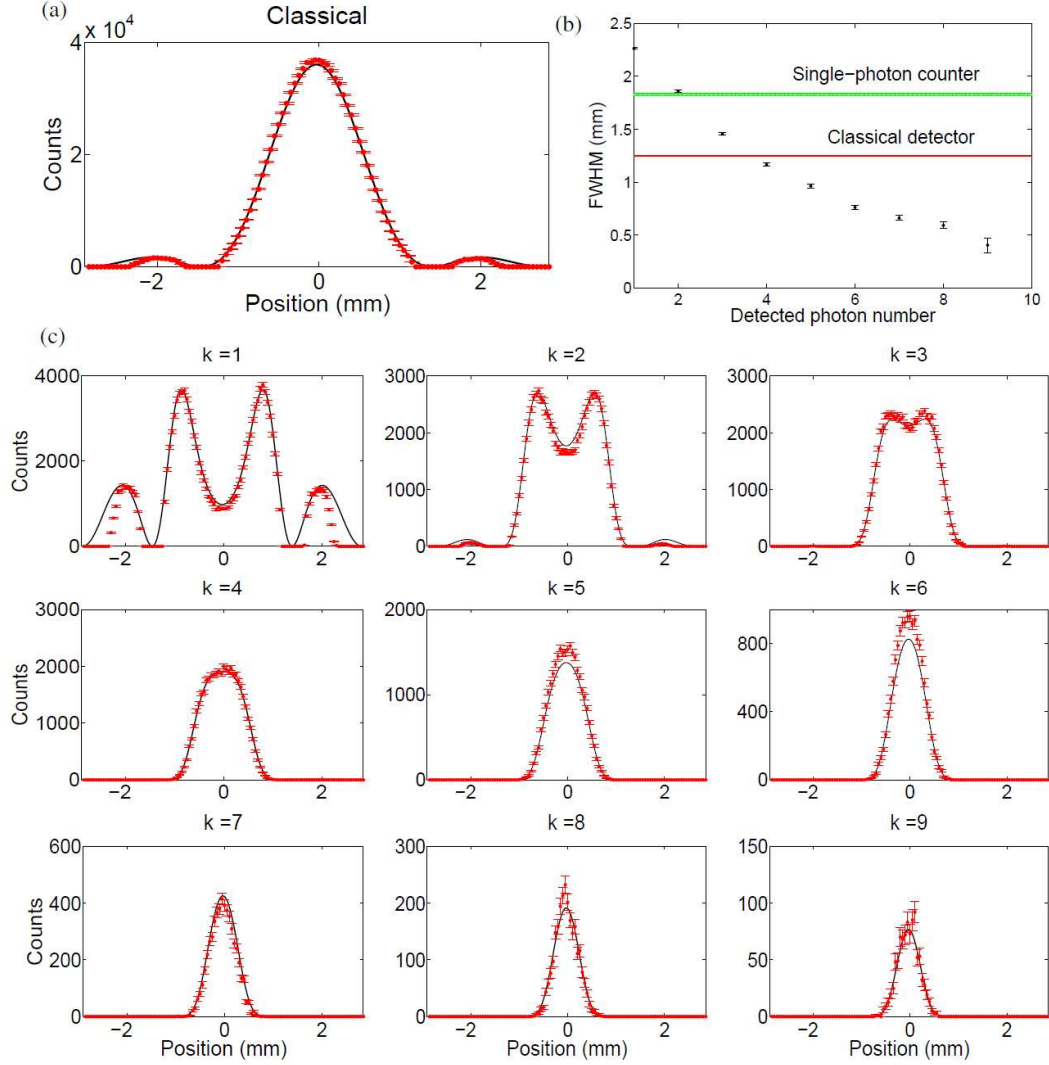 (a)
Classical
x 10⁴
4
2
0
Counts
−2
0
2
Position (mm)
(b)
2.5
2
1.5
1
0.5
0
FWHM (mm)
Single−photon counter
Classical detector
2
4
6
8
10
Detected photon number
(c)
k =1
4000
2000
0
Counts
−2
0
2
k =2
3000
2000
1000
0
−2
0
2
k =3
3000
2000
1000
0
−2
0
2
k =4
3000
2000
1000
0
Counts
−2
0
2
k =5
2000
1000
0
−2
0
2
k =6
800
400
0
−2
0
2
k =7
600
400
200
0
Counts
−2
0
2
Position (mm)
k =8
300
200
100
0
−2
0
2
Position (mm)
k =9
150
100
50
0
−2
0
2
Position (mm)